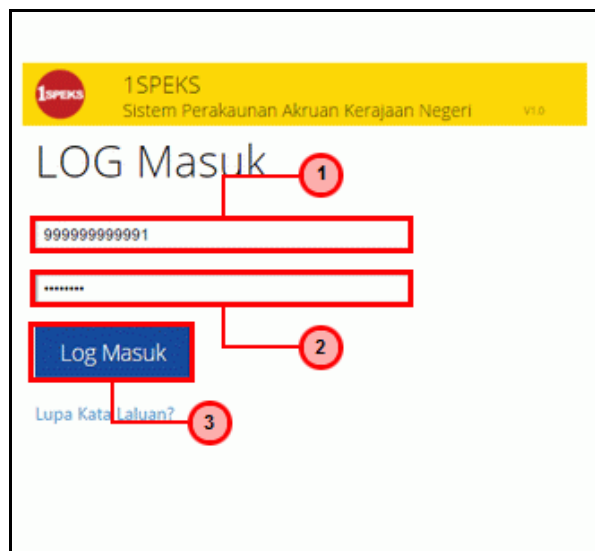 1SPEKS
1SPEKS
Sistem Perakaunan Akruan Kerajaan Negeri V1.0
LOG Masuk
1
999999999991
••••••••
2
Log Masuk
Lupa Kata Laluan?
3